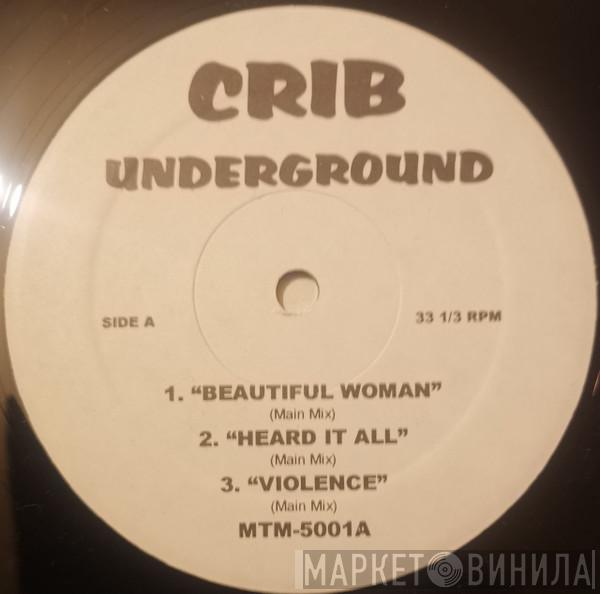 CRIB
UNDERGROUND
SIDE A
33 1/3 RPM
1. “BEAUTIFUL WOMAN”
(Main Mix)
2. “HEARD IT ALL”
(Main Mix)
3. “VIOLENCE”
(Main Mix)
MTM-5001A
МАРКЕТ ВИНИЛА